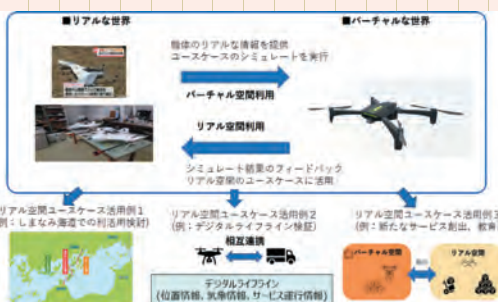 ■リアルな世界
■バーチャルな世界
機体のリアルな情報を提供
ユースケースのシミュレートを実行
バーチャル空間利用
リアル空間利用
シミュレート結果のフィードバック
リアル空間のユースケースに活用
リアル空間ユースケース活用例1
例：しまなみ海道での利活用検討)
リアル空間ユースケース活用例2
(例：デジタルライフライン検証)
リアル空間ユースケース活用例3
(例：新たなサービス創出、教育
相互連携
デジタルライフライン
(位置情報、気象情報、サービス運行情報)
バーチャル空間
リアル空間